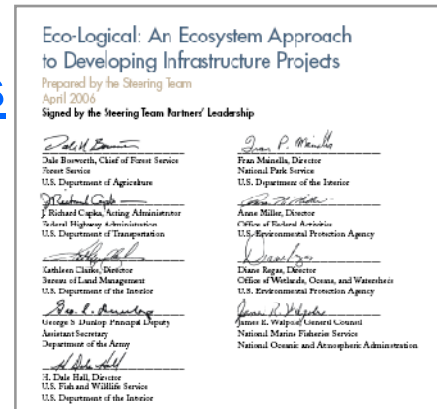 s
Eco-Logical: An Ecosystem Approach
to Developing Infrastructure Projects
Prepared by the Steering Team
April 2006
Signed by the Steering Team Partners' Leadership
Dale Bosworth, Chief of Forest Service
Forest Service
U.S. Department of Agriculture
J. Richard Capka, Acting Administrator
Federal Highway Administration
U.S. Department of Transportation
Kathleen Clarke, Director
Bureau of Land Management
U.S. Department of the Interior
George S Dunlop Principal Deputy
Assistant Secretary
Department of the Army
H. Dale Hall, Director
U.S. Fish and Wildlife Service
U.S. Department of the Interior
Fran P. Mainella
Fran Mainella, Director
National Park Service
U.S. Department of the Interior
Anne Miller, Director
Office of Federal Activities
U.S. Environmental Protection Agency
Diane Regas, Director
Office of Wetlands, Oceans, and Watersheds
U.S. Environmental Protection Agency
James R. Walpole, General Counsel
National Marine Fisheries Service
National Oceanic and Atmospheric Administration